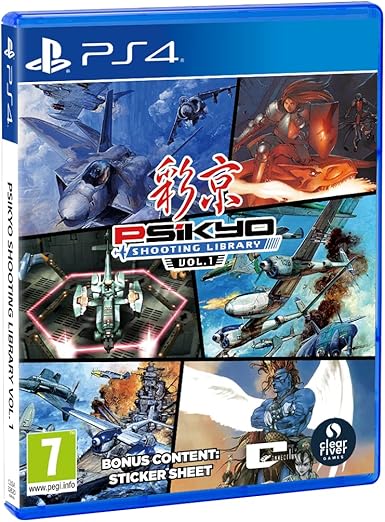 PS4
彩京
PSIKYO
SHOOTING LIBRARY
VOL.1
PSIKYO SHOOTING LIBRARY VOL.1
7
www.pegi.info
BONUS CONTENT:
STICKER SHEET
clear
river
GAMES